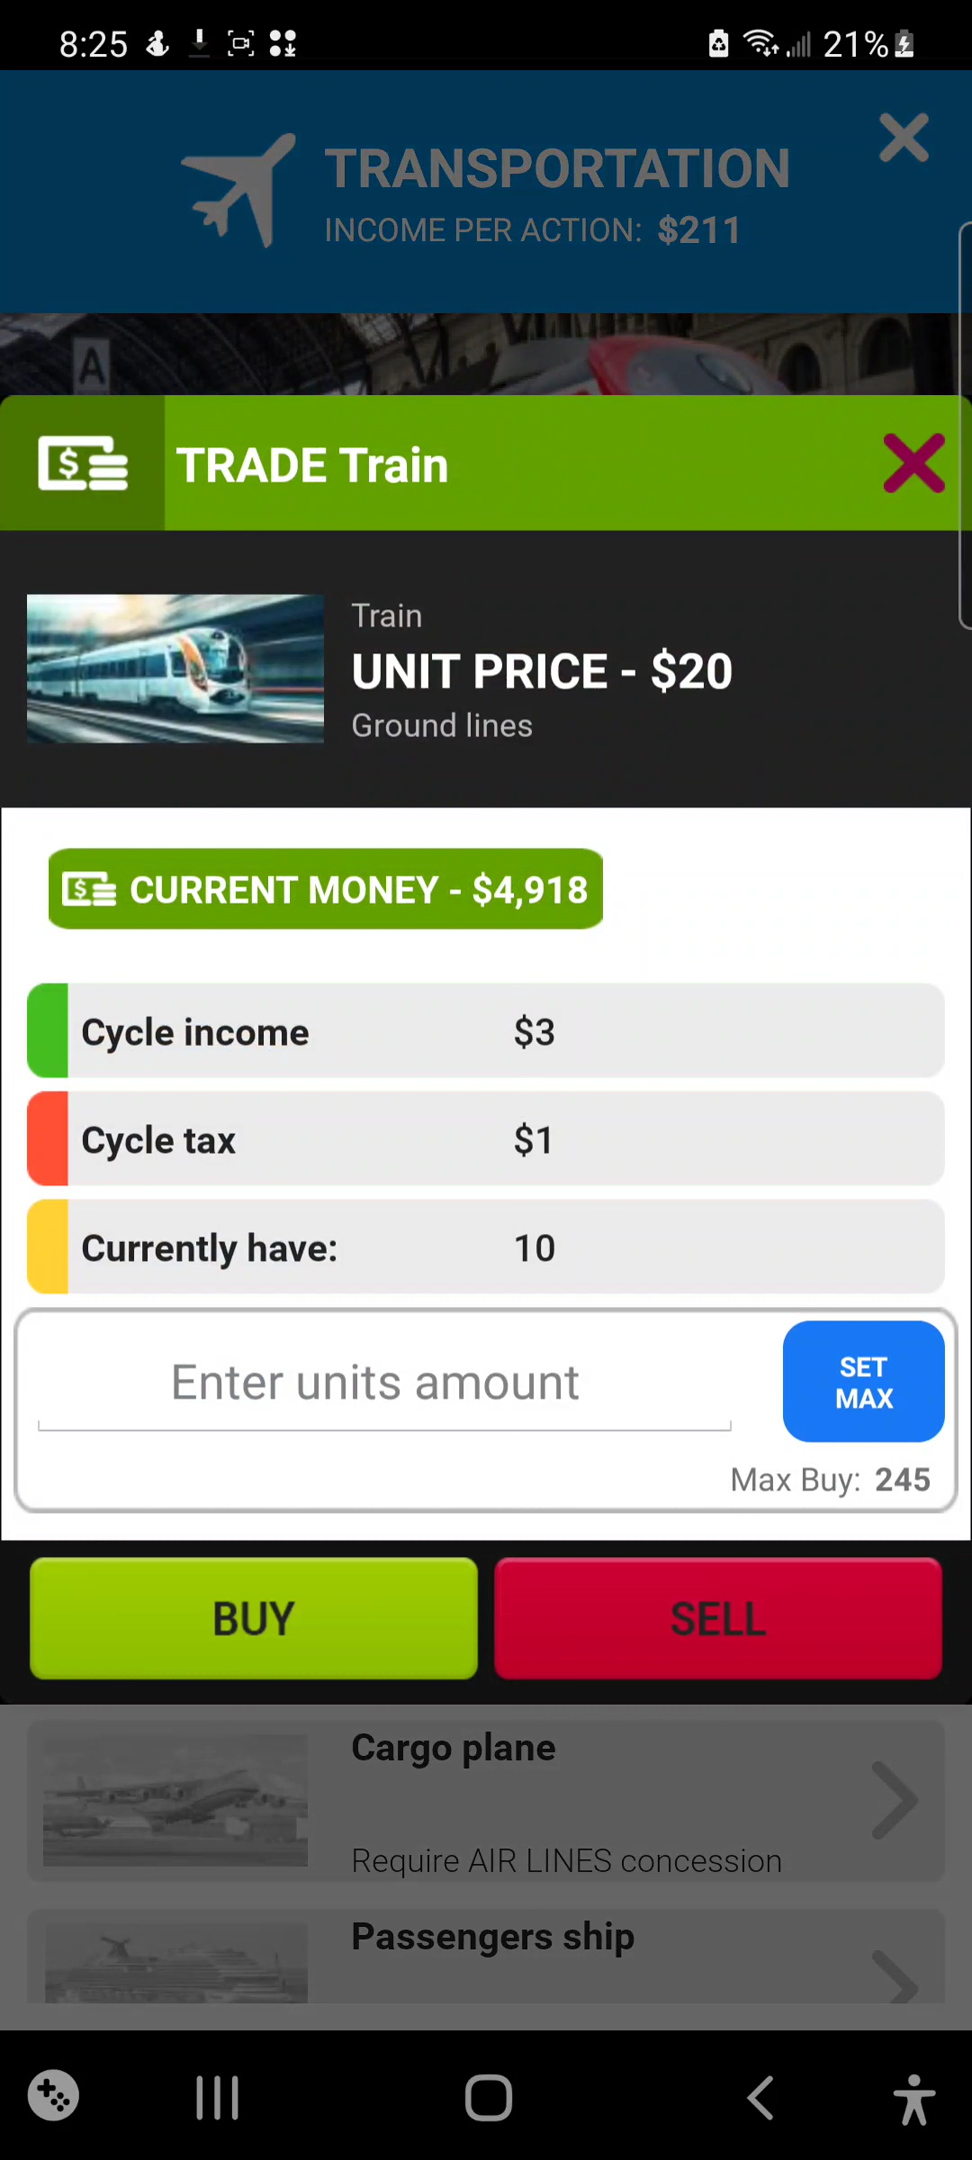 8:25
21%
TRANSPORTATION
INCOME PER ACTION: $211
A
TRADE Train
Train
UNIT PRICE - $20
Ground lines
CURRENT MONEY - $4,918
Cycle income $3
Cycle tax $1
Currently have: 10
Enter units amount
SET
MAX
Max Buy: 245
BUY
SELL
Cargo plane
Require AIR LINES concession
Passengers ship